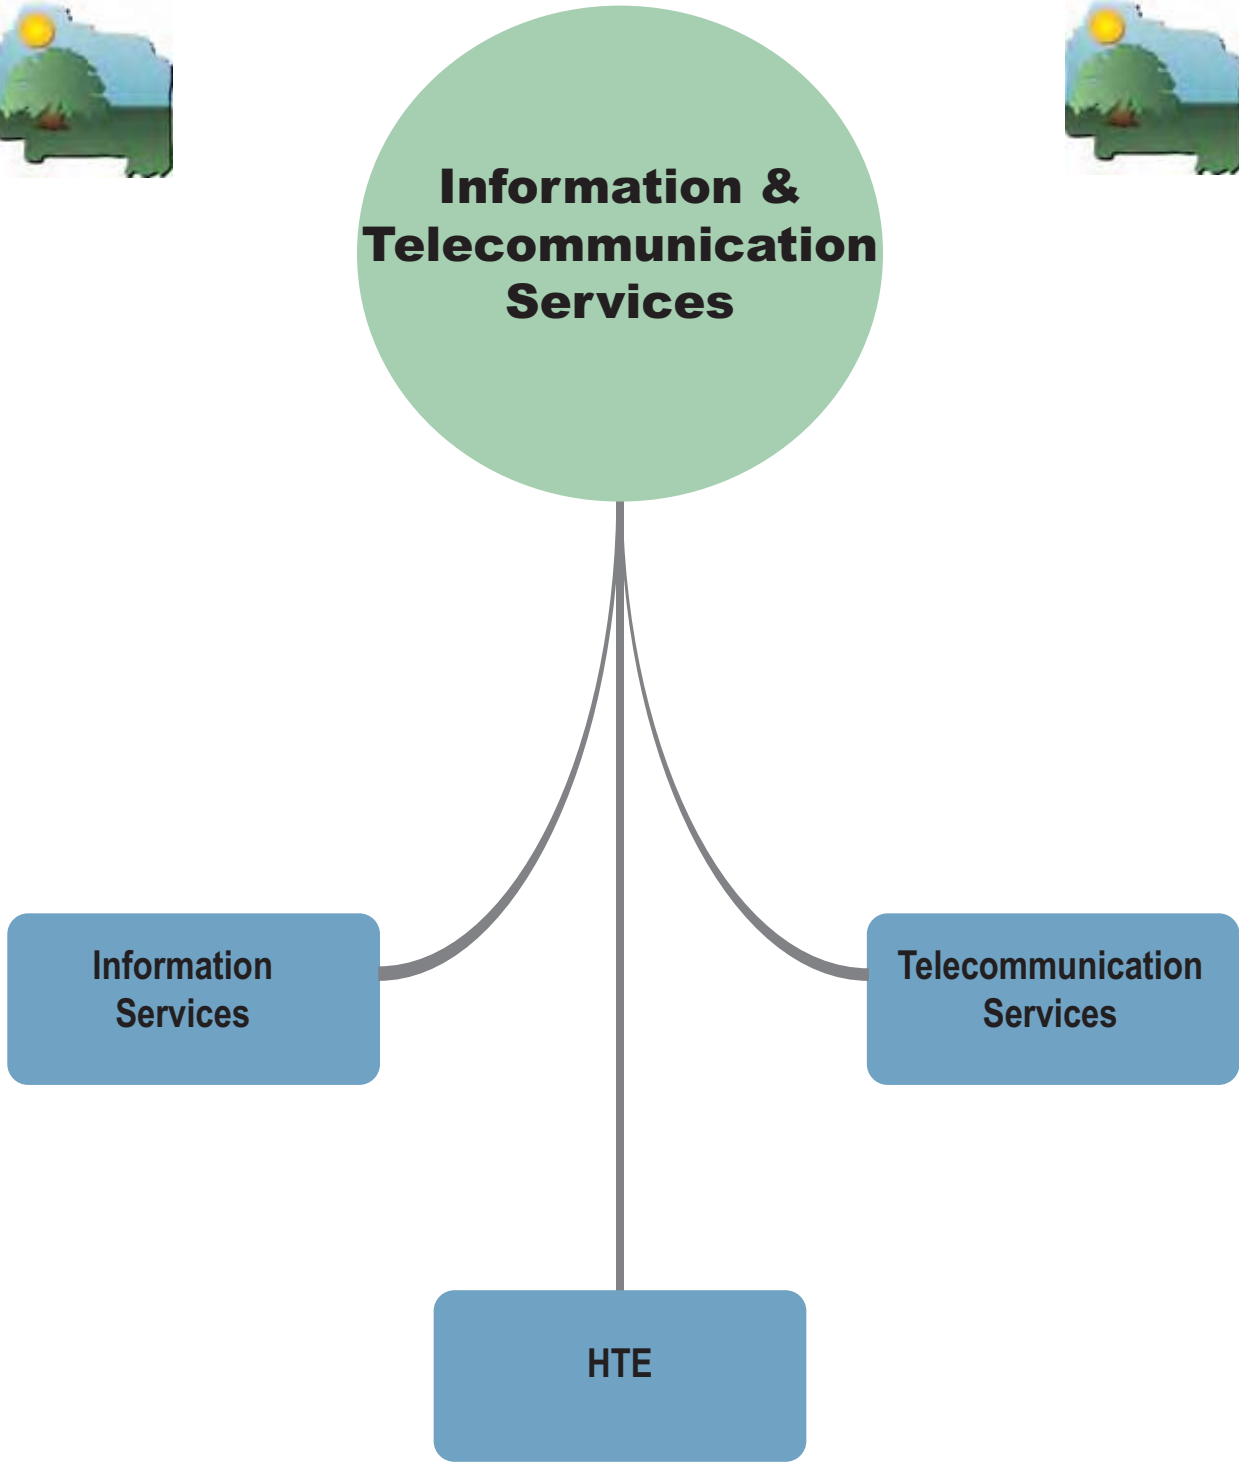 Information &
Telecommunication
Services
Information
Services
Telecommunication
Services
HTE